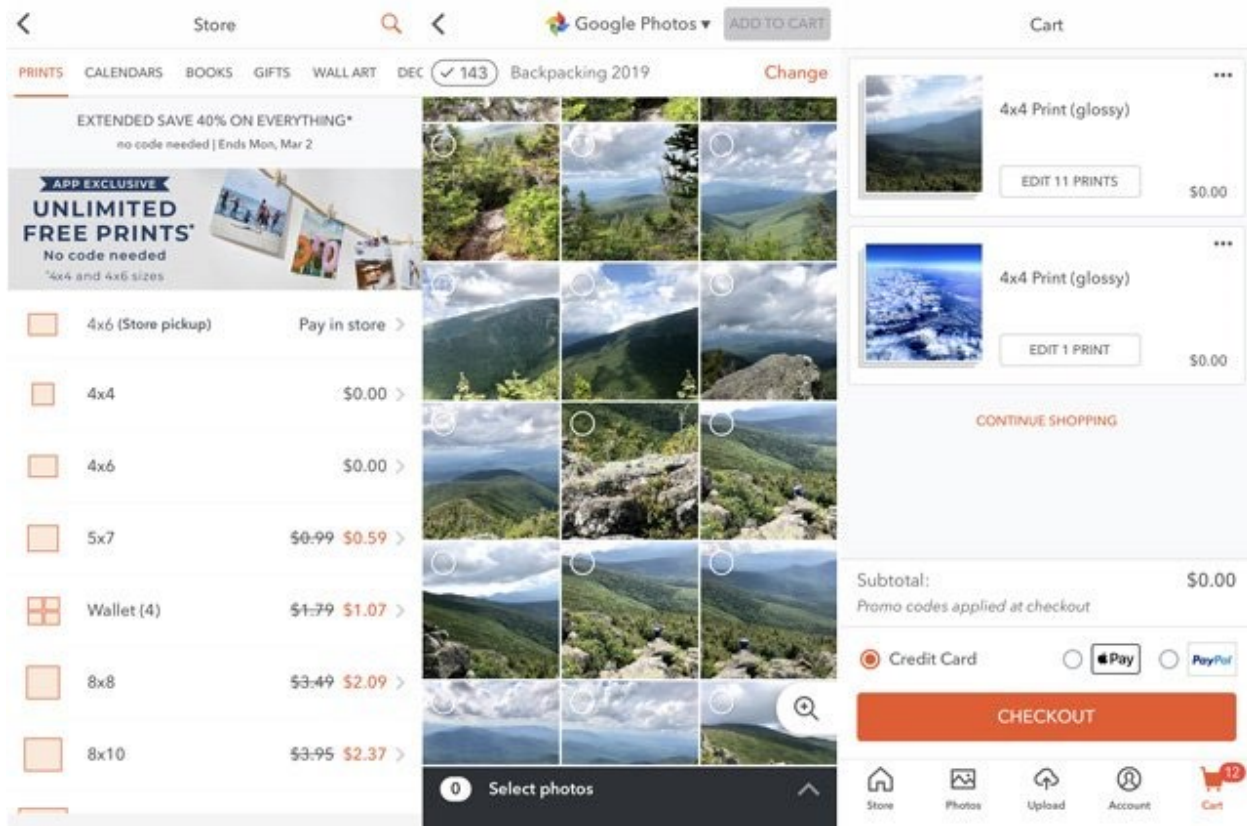 Store
PRINTS CALENDARS BOOKS GIFTS WALL ART DEC
EXTENDED SAVE 40% ON EVERYTHING*
no code needed | Ends Mon, Mar 2
APP EXCLUSIVE
UNLIMITED
FREE PRINTS*
No code needed
*4x4 and 4x6 sizes
4x6 (Store pickup) Pay in store
4x4 $0.00
4x6 $0.00
5x7 $0.99 $0.59
Wallet (4) $1.79 $1.07
8x8 $3.49 $2.09
8x10 $3.95 $2.37
Google Photos ADD TO CART
143 Backpacking 2019 Change
0 Select photos
Cart
4x4 Print (glossy)
EDIT 11 PRINTS
$0.00
4x4 Print (glossy)
EDIT 1 PRINT
$0.00
CONTINUE SHOPPING
Subtotal: $0.00
Promo codes applied at checkout
Credit Card Pay PayPal
CHECKOUT
12
Store Photos Upload Account Cart